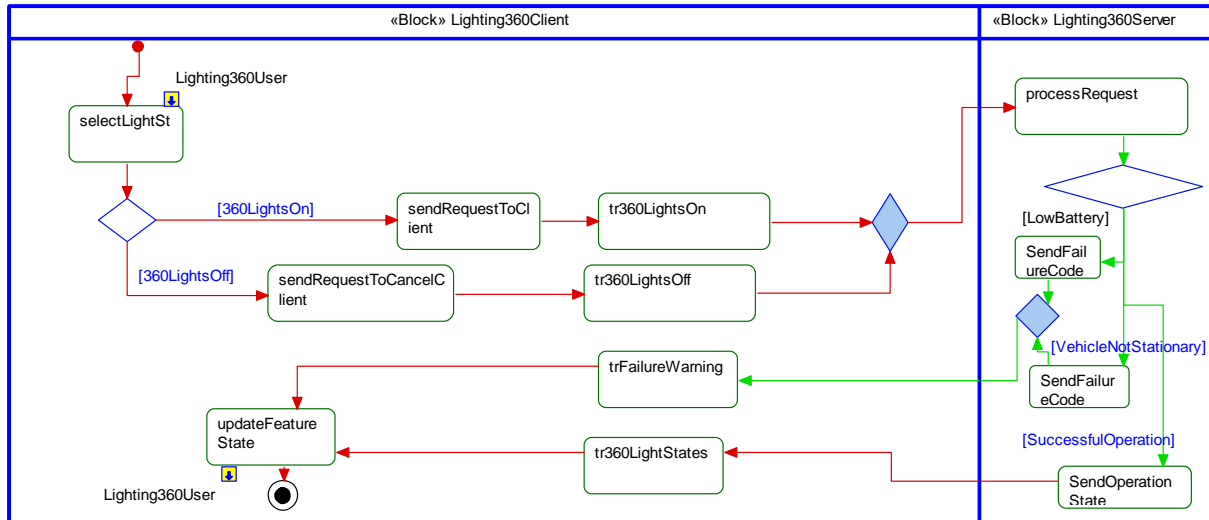 «Block» Lighting360Client
«Block» Lighting360Server
Lighting360User
selectLightSt
processRequest
[360LightsOn]
sendRequestToCl
ient
tr360LightsOn
[LowBattery]
SendFail
ureCode
[360LightsOff]
sendRequestToCancelC
lient
tr360LightsOff
[VehicleNotStationary]
trFailureWarning
SendFailur
eCode
updateFeature
State
[SuccessfulOperation]
tr360LightStates
SendOperation
State
Lighting360User